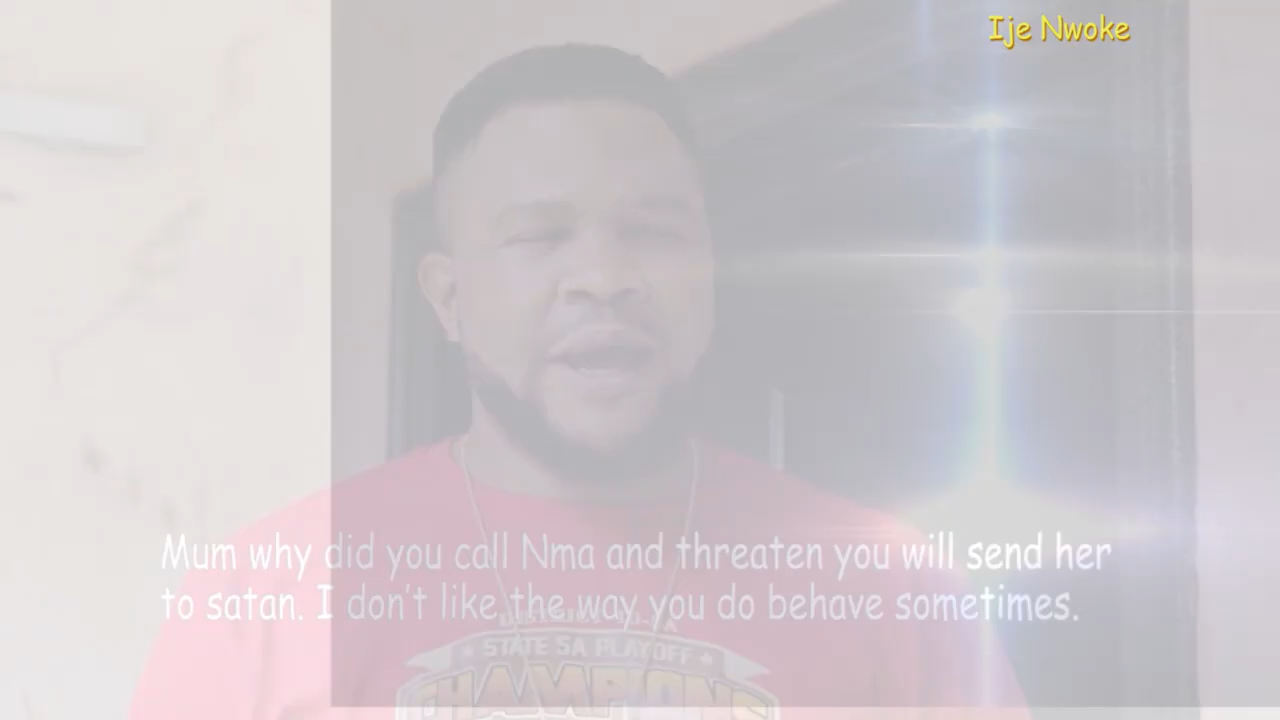 Ije Nwoke
Mum why did you call Nma and threaten you will send her
to satan. I don't like the way you do behave sometimes.
STATE 5A PLAYOFF
CHAMPIONS